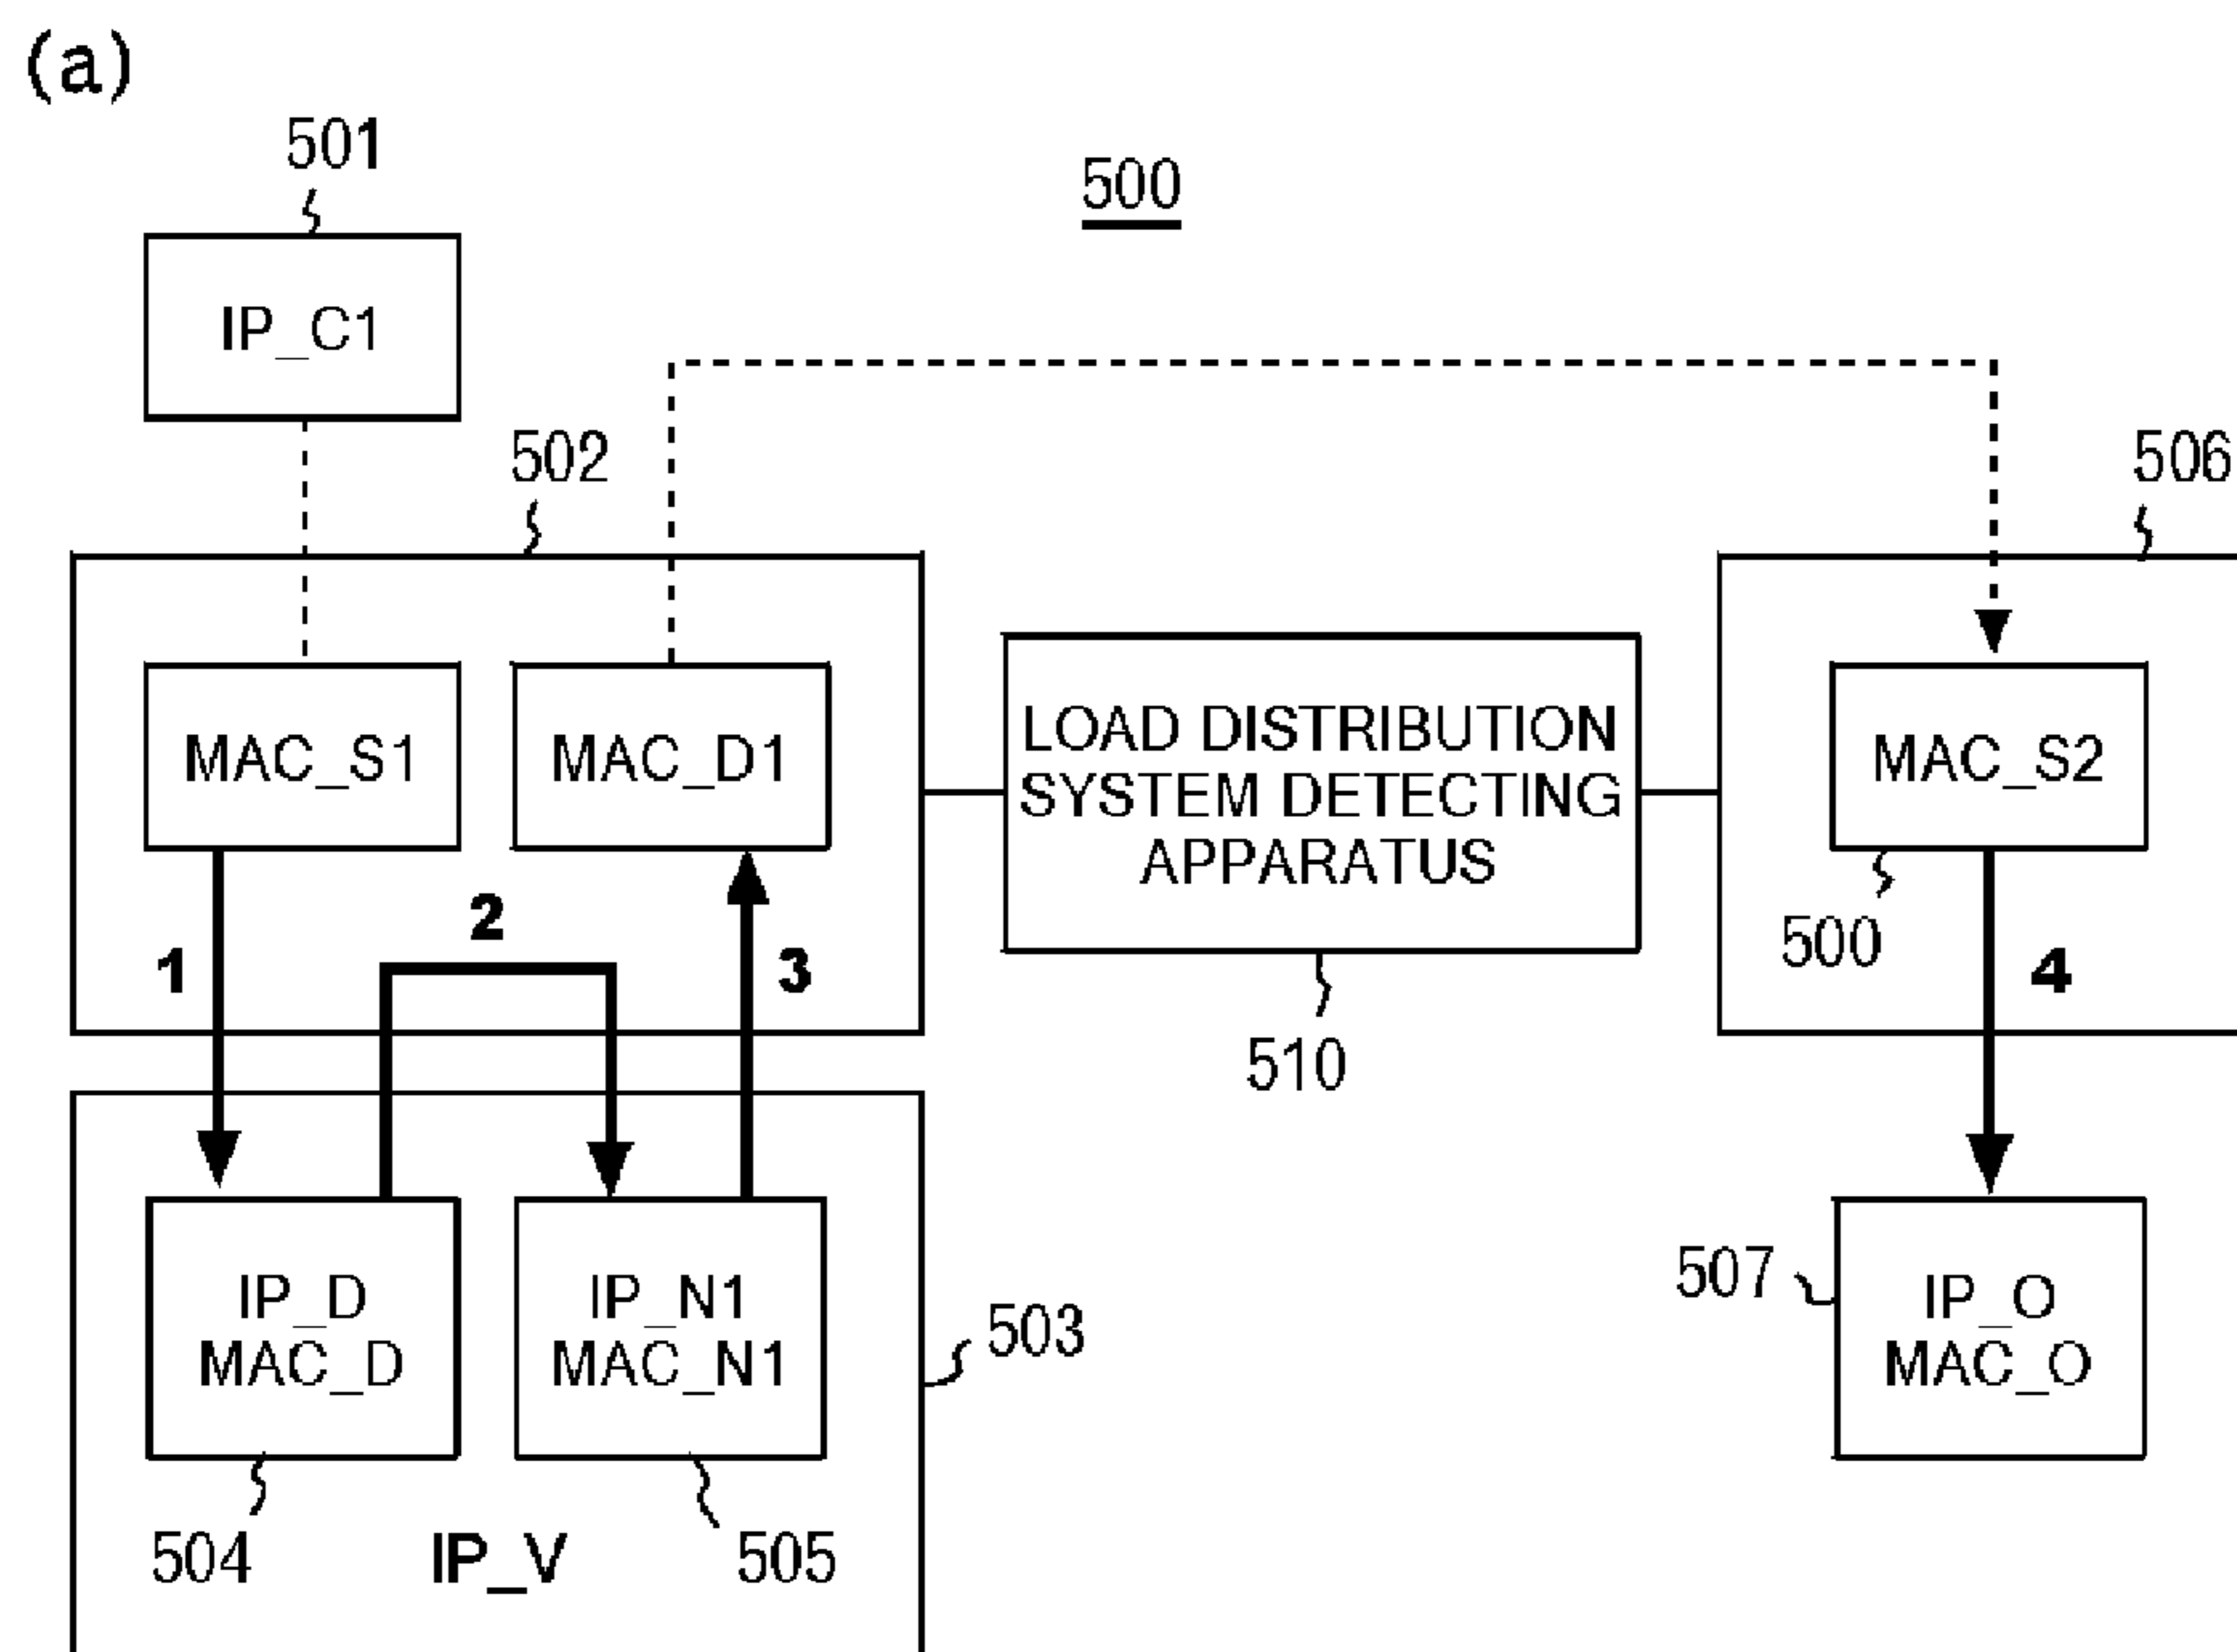 (a)
501
500
IP_C1
502
506
MAC_S1
MAC_D1
LOAD DISTRIBUTION
SYSTEM DETECTING
APPARATUS
MAC_S2
2
1
3
500
4
510
IP_D
MAC_D
IP_N1
MAC_N1
503
507
IP_O
MAC_O
504
IP_V
505